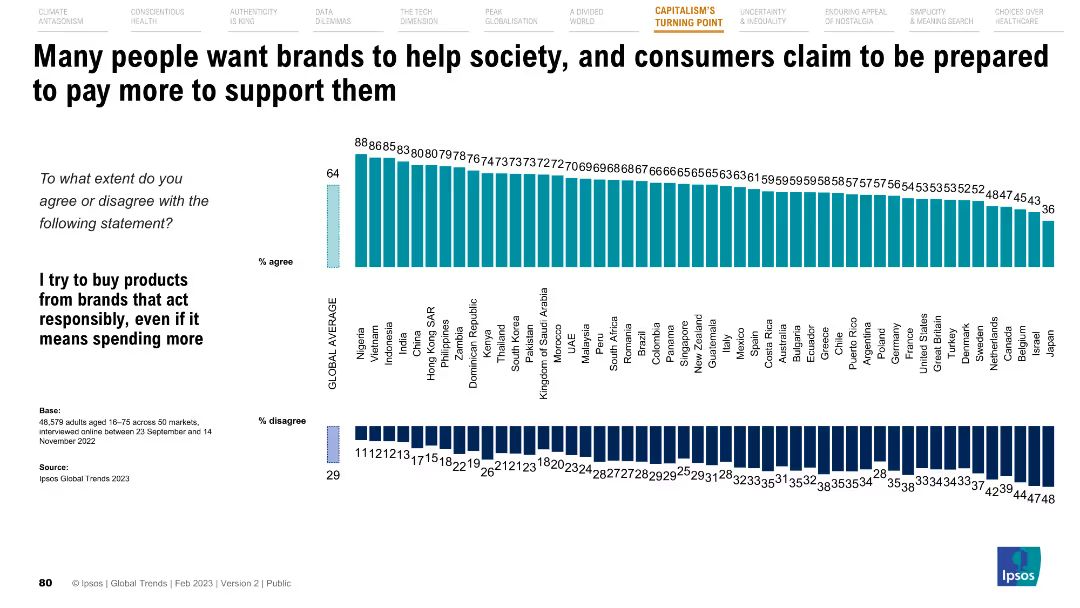 CLIMATE
ANTAGONISM
CONSCIENTIOUS
HEALTH
AUTHENTICITY
IS KING
DATA
DILEMMAS
THE TECH
DIMENSION
PEAK
GLOBALISATION
A DIVIDED
WORLD
CAPITALISM'S
TURNING POINT
UNCERTAINTY
& INEQUALITY
ENDURING APPEAL
OF NOSTALGIA
SIMPLICITY
& MEANING SEARCH
CHOICES OVER
HEALTHCARE
Many people want brands to help society, and consumers claim to be prepared
to pay more to support them
To what extent do you
agree or disagree with the
following statement?
I try to buy products
from brands that act
responsibly, even if it
means spending more
Base:
48,579 adults aged 16–75 across 50 markets,
interviewed online between 23 September and 14
November 2022
Source:
Ipsos Global Trends 2023
% agree
64 88 86 85 83 80 80 79 78 76 74 73 73 73 72 72 70 69 69 68 68 67 66 66 65 65 65 63 63 61 59 59 59 59 58 58 57 57 57 56 54 53 53 53 52 52 48 47 45 43 36
GLOBAL AVERAGE
Nigeria
Vietnam
Indonesia
India
China
Hong Kong SAR
Philippines
Zambia
Dominican Republic
Kenya
Thailand
South Korea
Pakistan
Kingdom of Saudi Arabia
Morocco
UAE
Malaysia
Peru
South Africa
Romania
Brazil
Colombia
Panama
Singapore
New Zealand
Guatemala
Italy
Mexico
Spain
Costa Rica
Australia
Bulgaria
Ecuador
Greece
Chile
Puerto Rico
Argentina
Poland
Germany
France
United States
Great Britain
Turkey
Denmark
Sweden
Netherlands
Canada
Belgium
Israel
Japan
% disagree
29 11 12 12 13 17 15 18 22 19 26 21 21 23 18 20 23 24 28 27 27 28 29 29 25 29 31 28 32 33 35 31 35 32 38 35 35 34 28 35 38 33 34 34 33 37 42 39 44 47 48
80
© Ipsos | Global Trends | Feb 2023 | Version 2 | Public
Ipsos